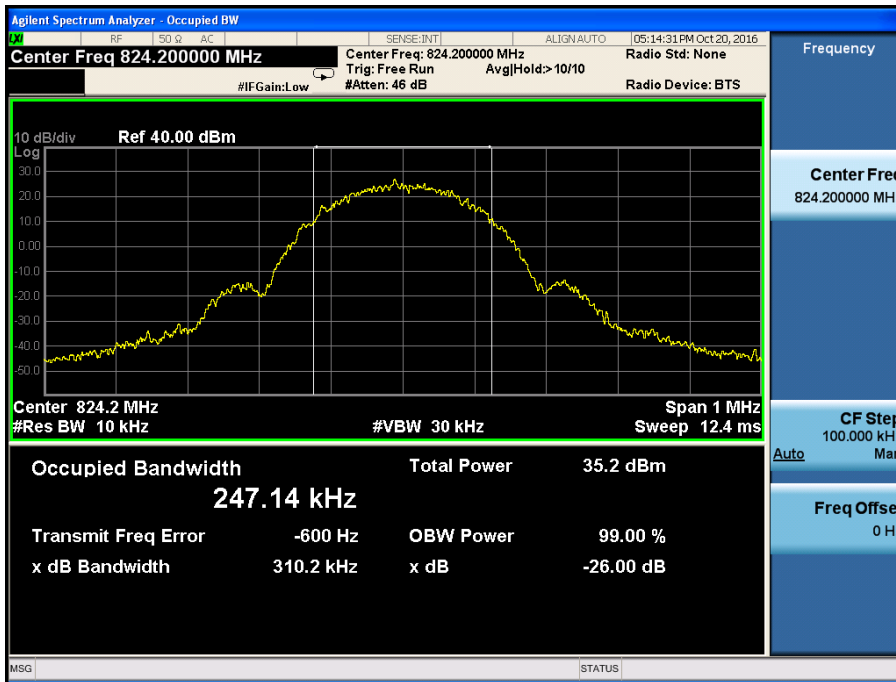 Agilent Spectrum Analyzer - Occupied BW
LXI RF 50 Ω AC SENSE:INT ALIGN AUTO 05:14:31 PM Oct 20, 2016
Center Freq 824.200000 MHz
Center Freq: 824.200000 MHz
Radio Std: None
Trig: Free Run Avg|Hold:> 10/10
#IFGain:Low
#Atten: 46 dB
Radio Device: BTS
10 dB/div Ref 40.00 dBm
Log
30.0
20.0
10.0
0.00
-10.0
-20.0
-30.0
-40.0
-50.0
Center 824.2 MHz Span 1 MHz
#Res BW 10 kHz #VBW 30 kHz Sweep 12.4 ms
Occupied Bandwidth Total Power 35.2 dBm
247.14 kHz
Transmit Freq Error -600 Hz OBW Power 99.00 %
x dB Bandwidth 310.2 kHz x dB -26.00 dB
MSG STATUS
Frequency
Center Fre
824.200000 MH
CF Step
100.000 kH
Auto Man
Freq Offse
0 H